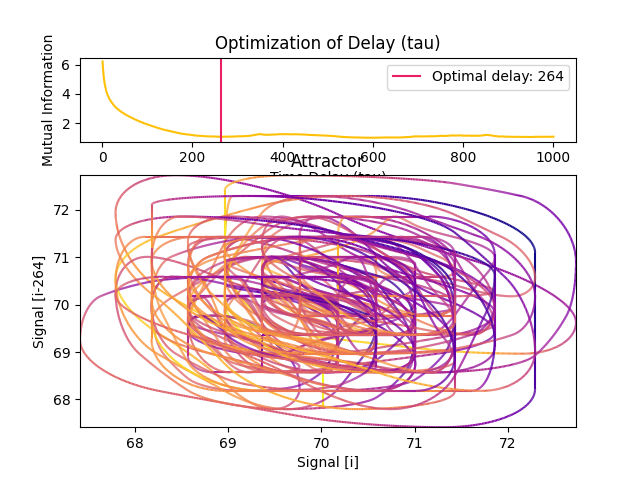 Optimization of Delay (tau)
Mutual Information
6
4
2
Optimal delay: 264
0
200
400
600
800
1000
Time Delay (tau)
Attractor
Signal [i-264]
72
71
70
69
68
68
69
70
71
72
Signal [i]